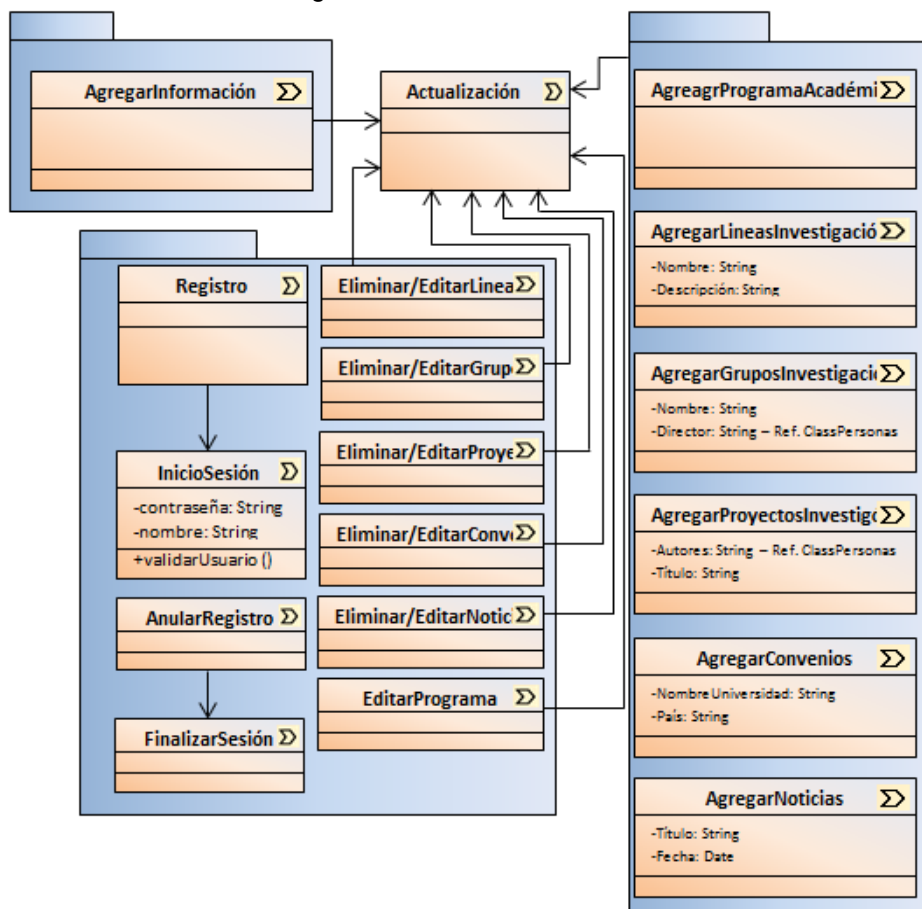 AgregarInformación
Actualización
AgreagrProgramaAcadémi
AgregarLineasInvestigació
-Nombre: String
-Descripción: String
Registro
Eliminar/EditarLinea
Eliminar/EditarGrup
AgregarGruposInvestigaci
-Nombre: String
-Director: String – Ref. ClassPersonas
InicioSesión
-contraseña: String
-nombre: String
+validarUsuario ()
Eliminar/EditarProye
Eliminar/EditarConv
AgregarProyectosInvestig
-Autores: String – Ref. ClassPersonas
-Título: String
AnularRegistro
Eliminar/EditarNotic
AgregarConvenios
-NombreUniversidad: String
-País: String
EditarPrograma
FinalizarSesión
AgregarNoticias
-Título: String
-Fecha: Date